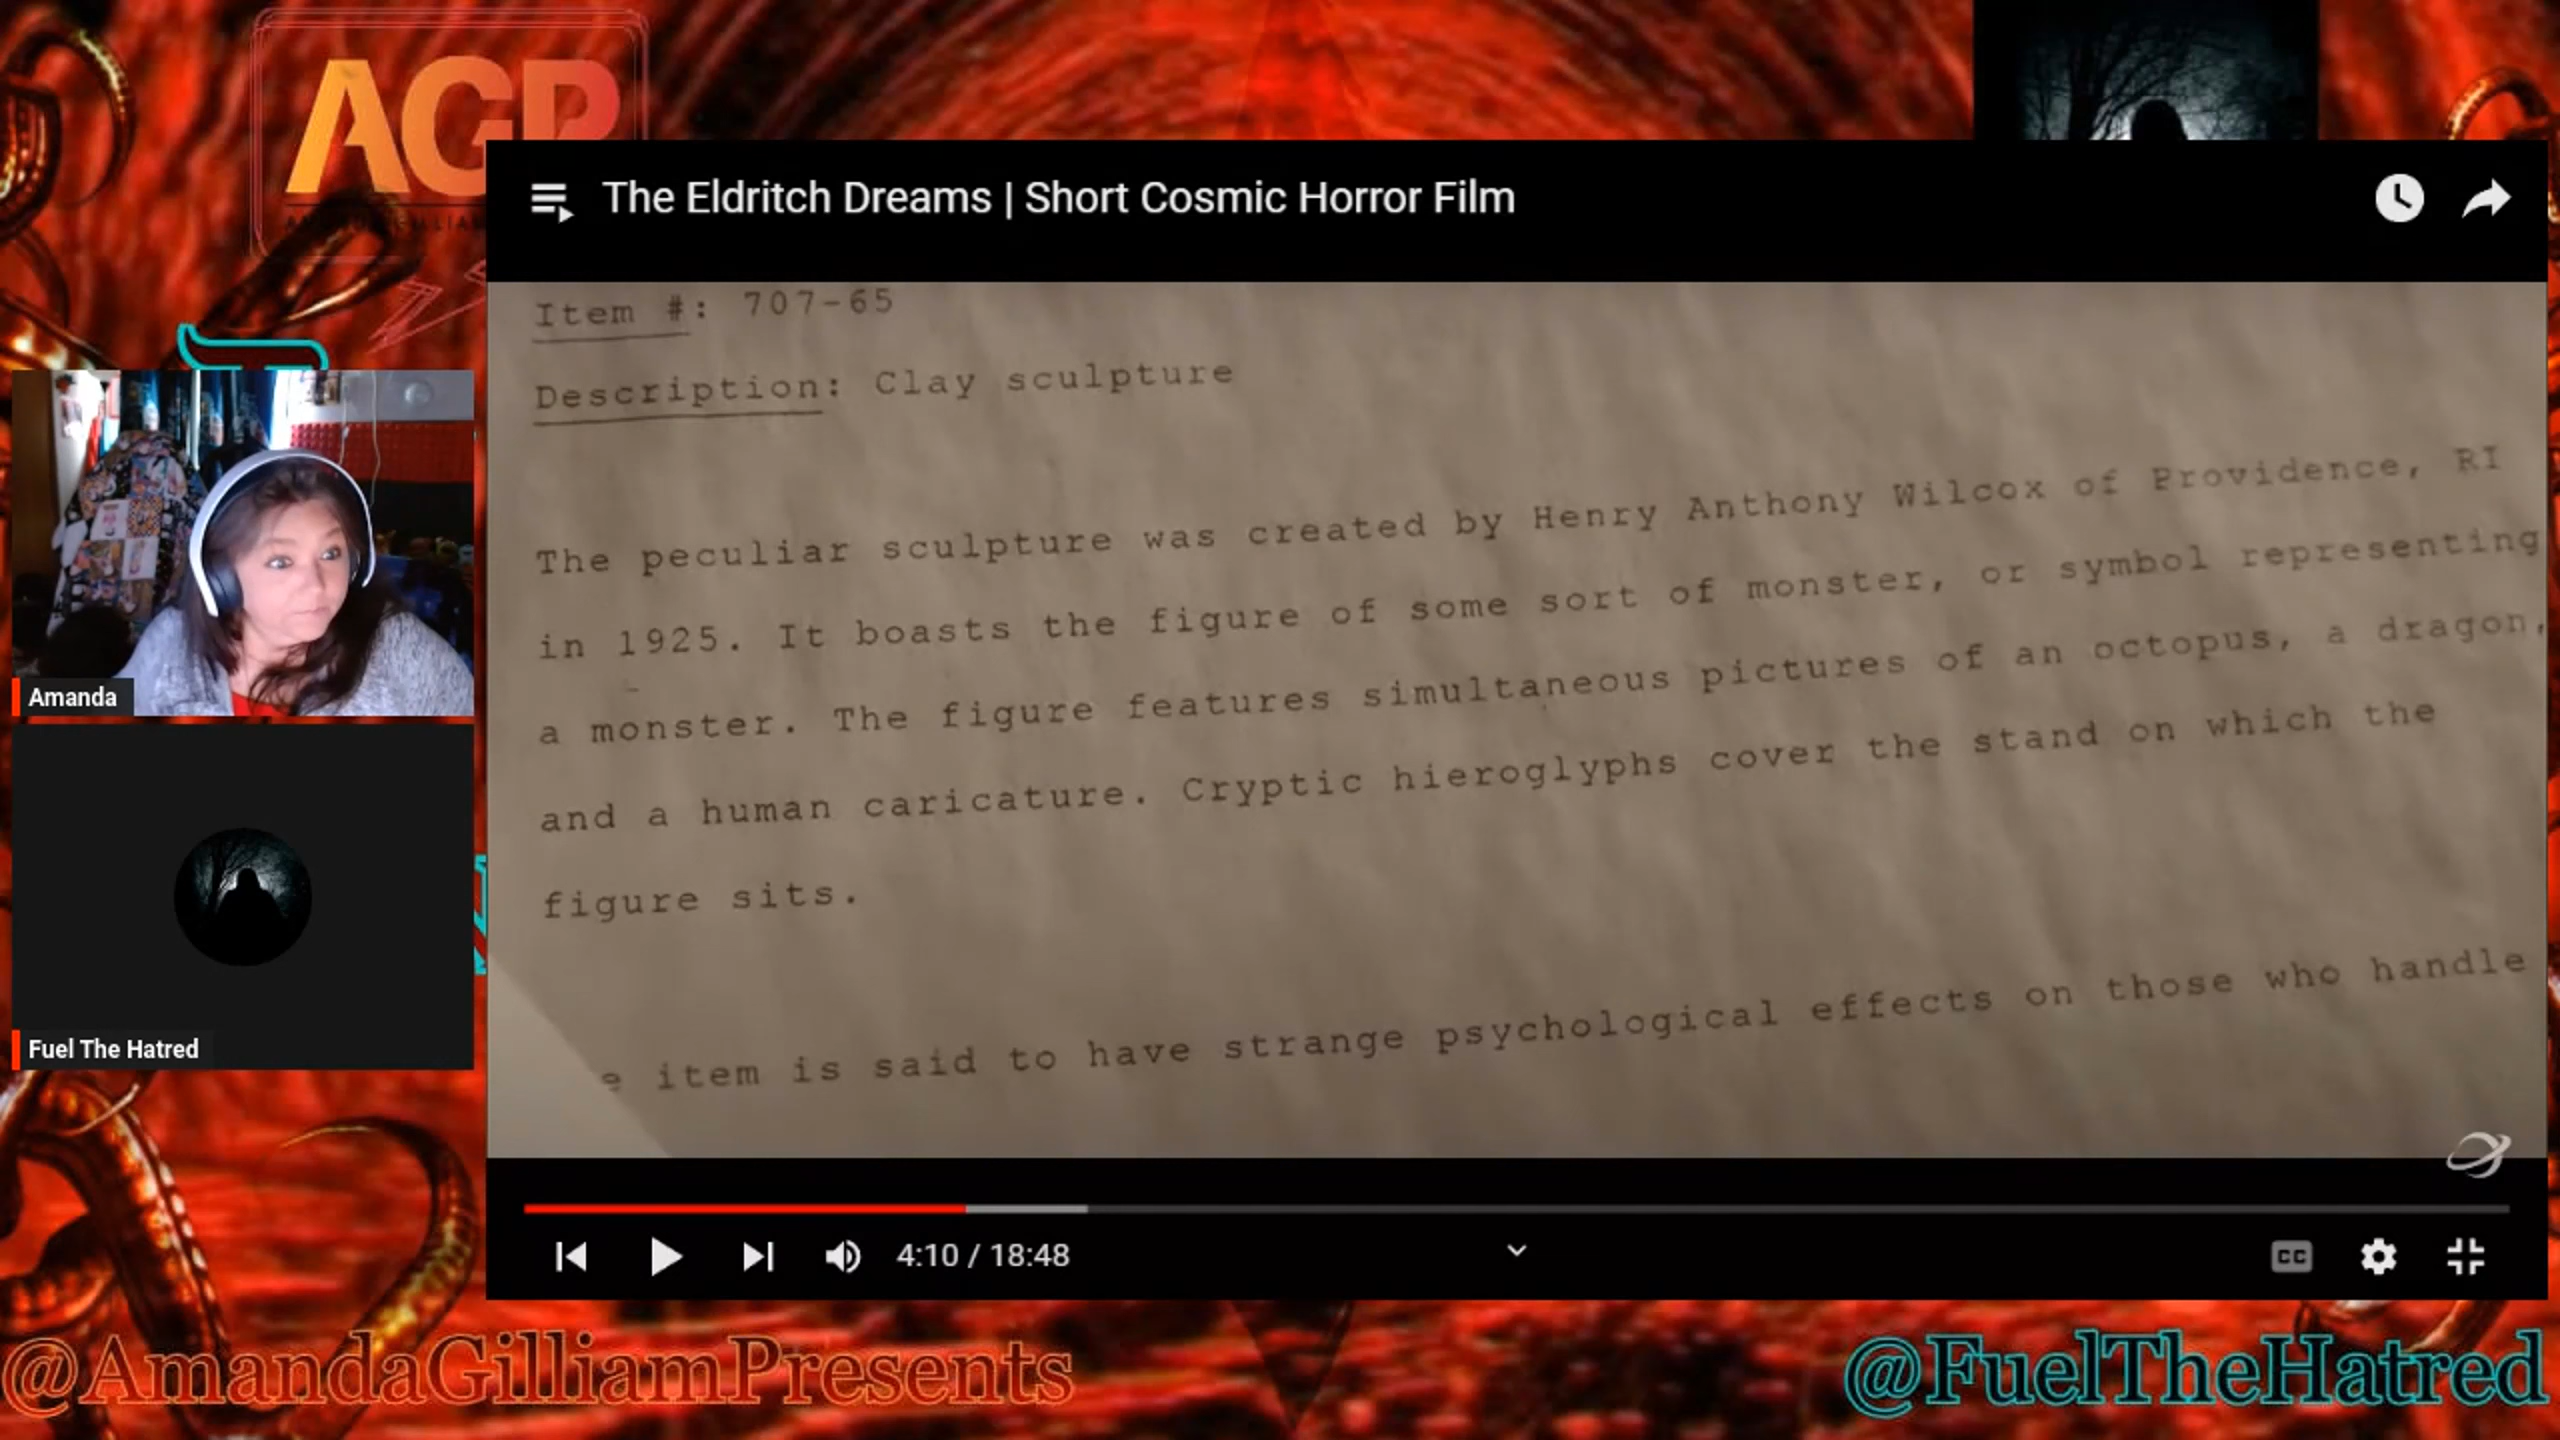 AGP
The Eldritch Dreams | Short Cosmic Horror Film
Item #: 707-65
Description: Clay sculpture
The peculiar sculpture was created by Henry Anthony Wilcox of Providence, RI
in 1925. It boasts the figure of some sort of monster, or symbol representing
a monster. The figure features simultaneous pictures of an octopus, a dragon,
and a human caricature. Cryptic hieroglyphs cover the stand on which the
figure sits.
e item is said to have strange psychological effects on those who handle
Amanda
Fuel The Hatred
4:10 / 18:48
CC
@AmandaGilliamPresents
@FuelTheHatred